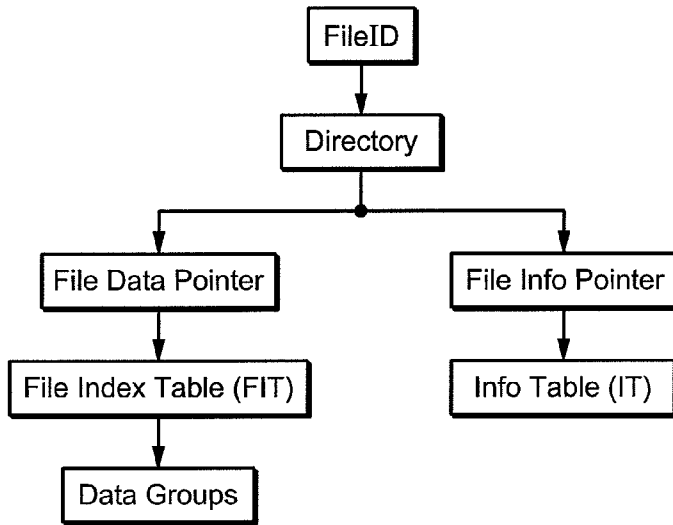 FileID
Directory
File Data Pointer
File Info Pointer
File Index Table (FIT)
Info Table (IT)
Data Groups